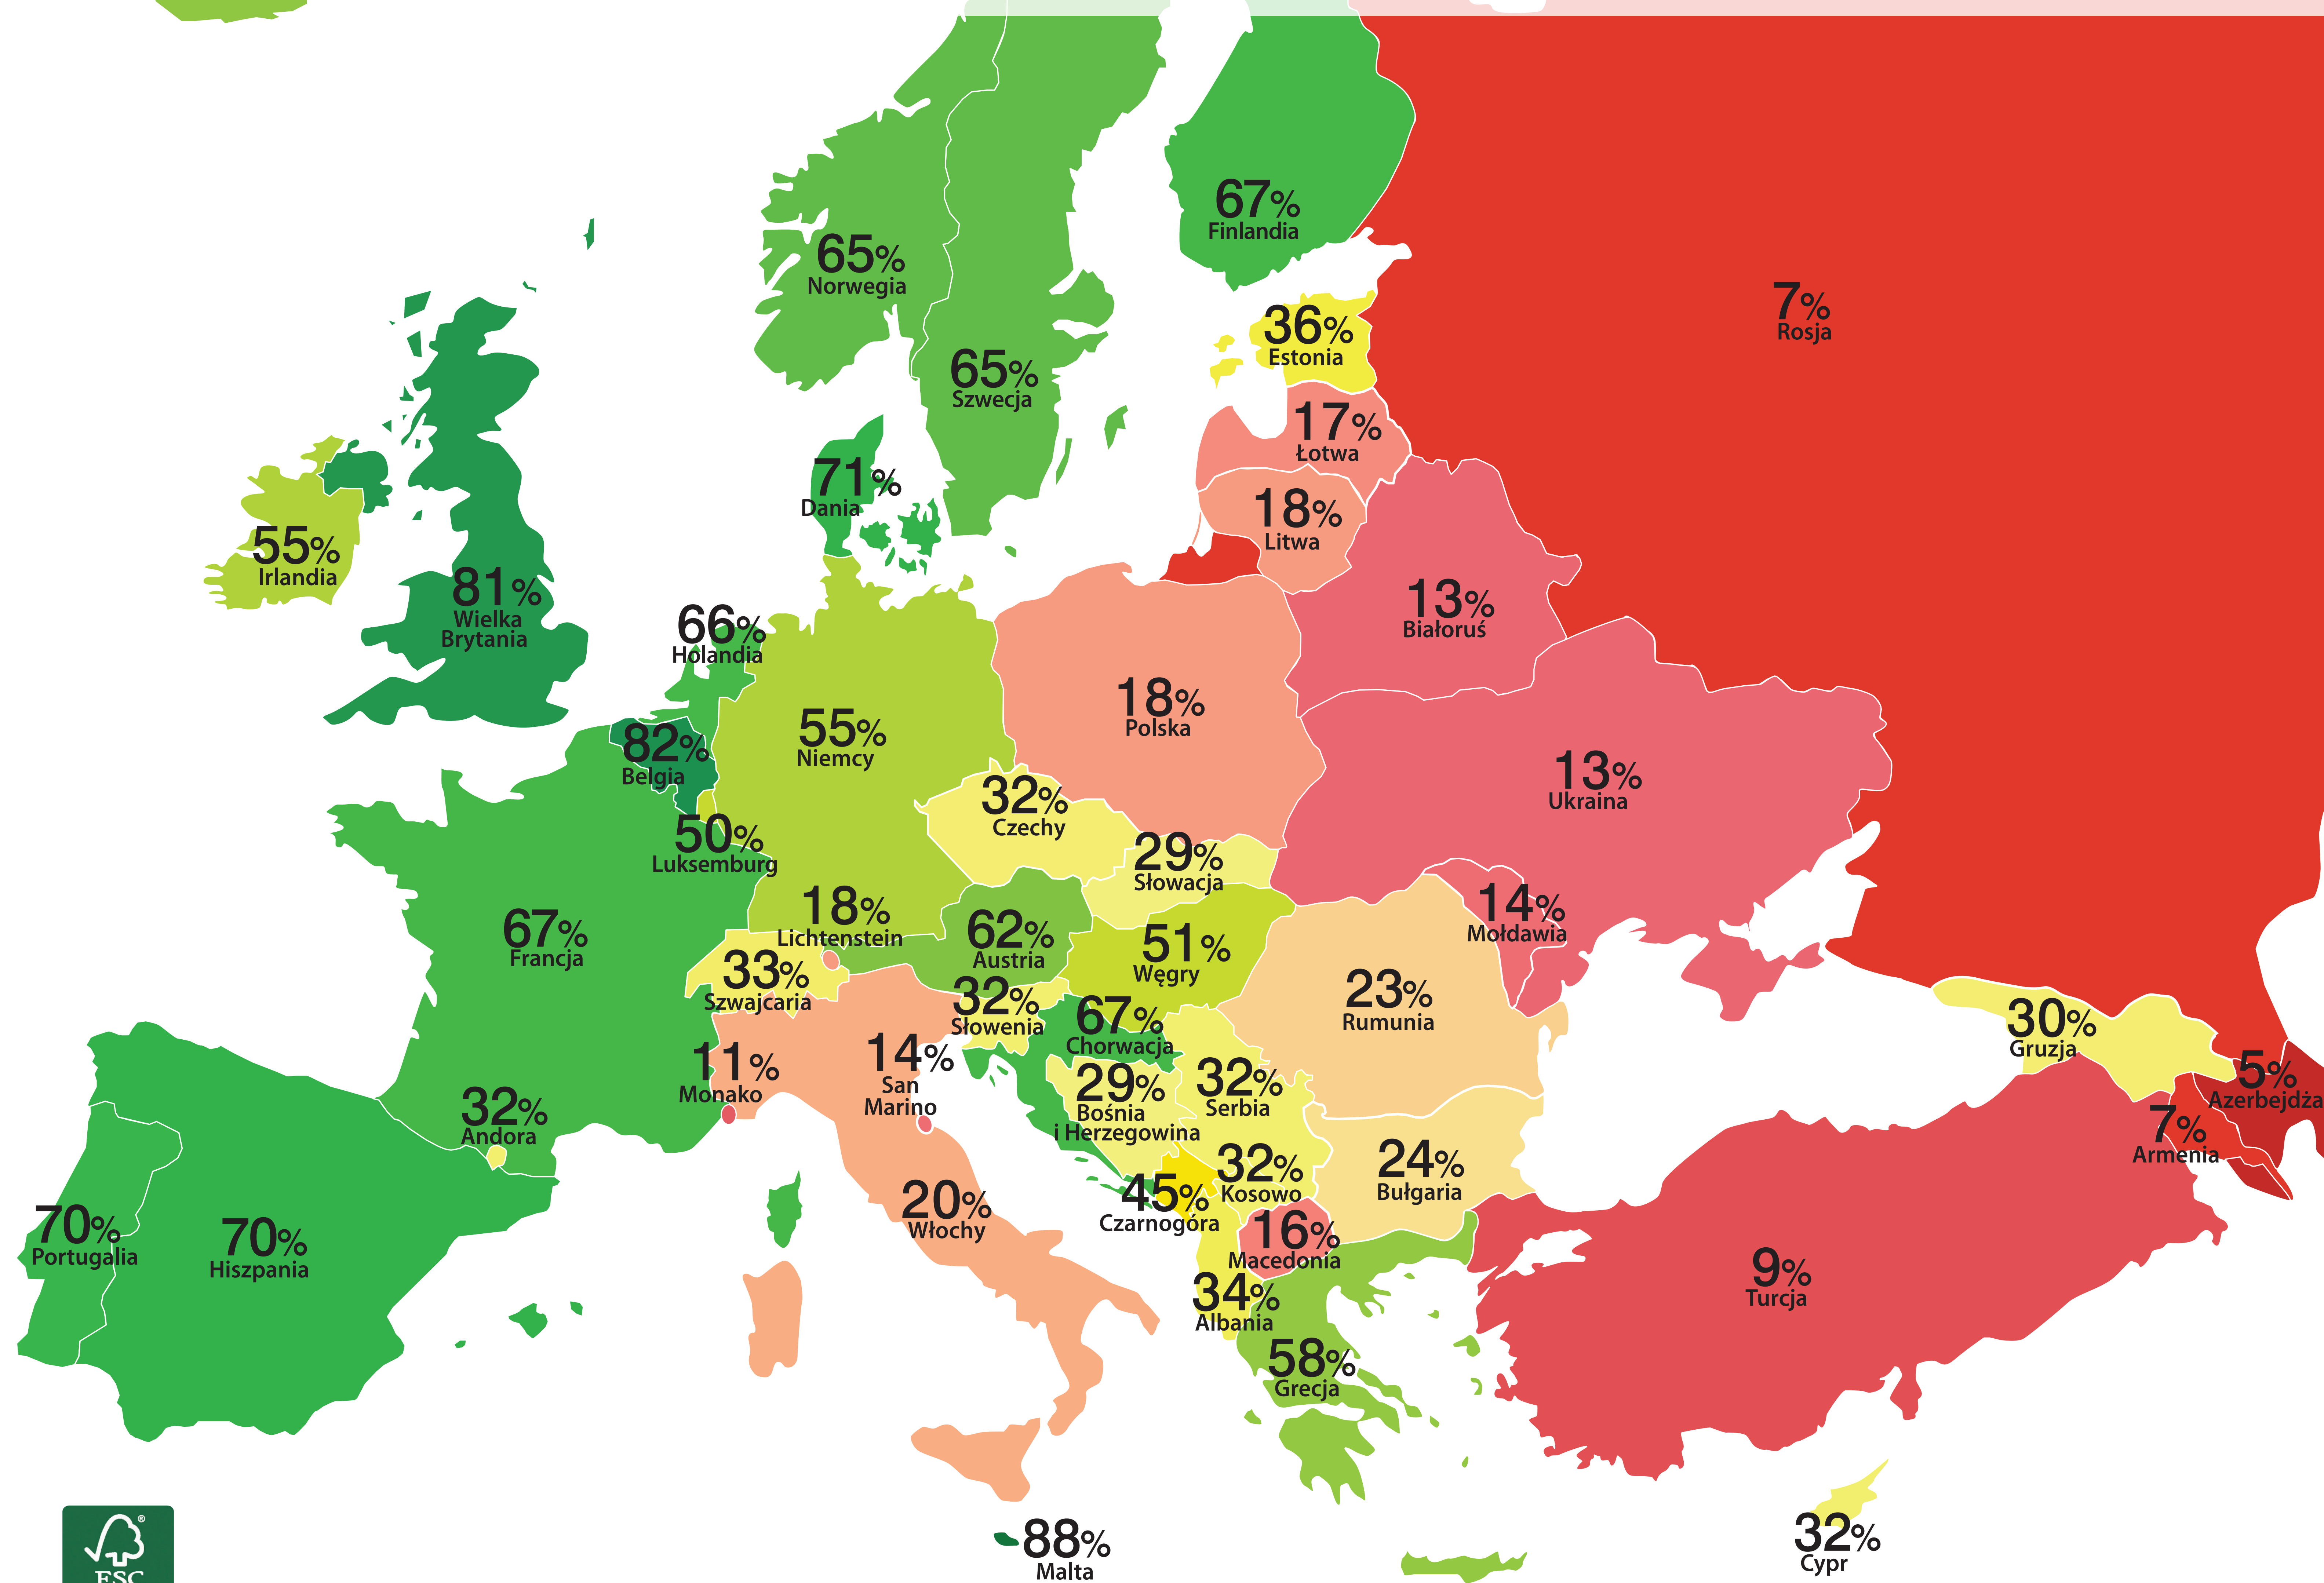 67%
Finlandia
65%
Norwegia
7%
Rosja
36%
Estonia
65%
Szwecja
17%
Łotwa
71%
Dania
18%
Litwa
55%
Irlandia
81%
Wielka
Brytania
13%
Białoruś
66%
Holandia
18%
Polska
55%
Niemcy
82%
Belgia
13%
Ukraina
32%
Czechy
50%
Luksemburg
29%
Słowacja
18%
Lichtenstein
14%
Mołdawia
67%
Francja
62%
Austria
51%
Węgry
33%
Szwajcaria
23%
Rumunia
32%
Słowenia
67%
Chorwacja
30%
Gruzja
11%
Monako
14%
San
Marino
29%
Bośnia
i Herzegowina
32%
Serbia
5%
Azerbejdża
32%
Andora
7%
Armenia
32%
Kosowo
24%
Bułgaria
45%
Czarnogóra
20%
Włochy
70%
Portugalia
70%
Hiszpania
16%
Macedonia
9%
Turcja
34%
Albania
58%
Grecja
88%
Malta
32%
Cypr
®
FSC